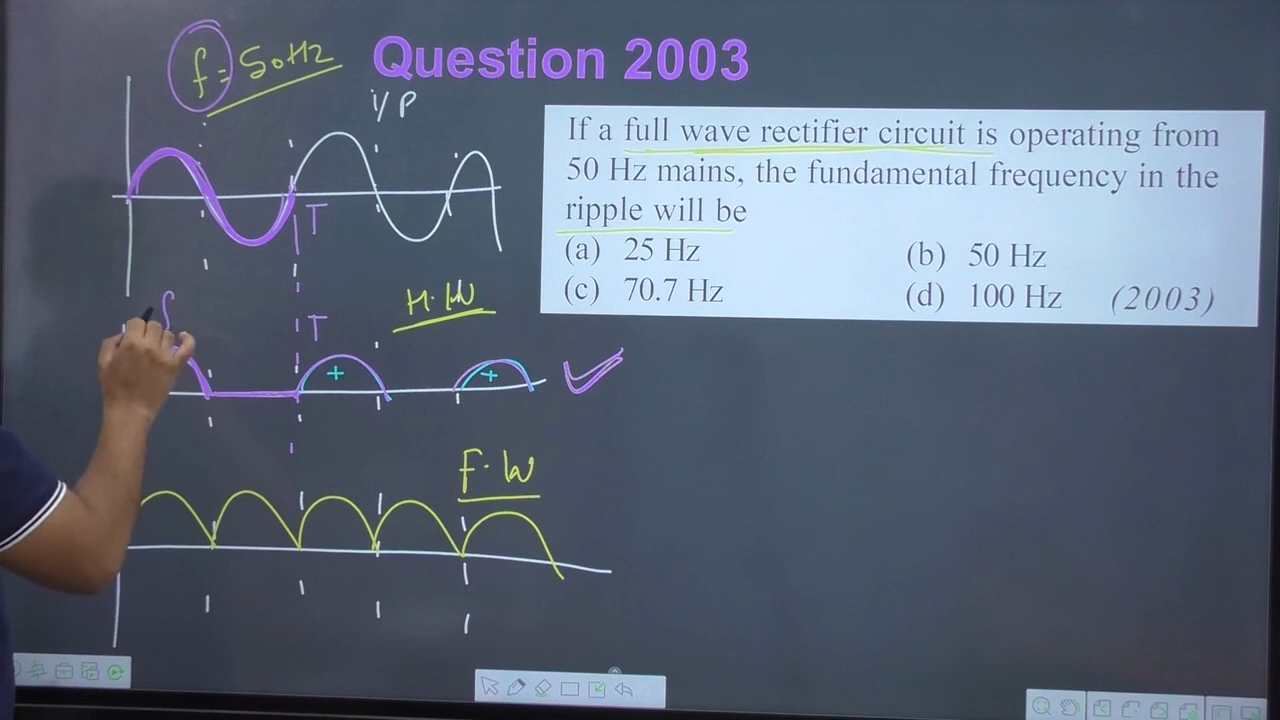 f = 50Hz
Question 2003
i/p
If a full wave rectifier circuit is operating from
50 Hz mains, the fundamental frequency in the
ripple will be
(a) 25 Hz
(b) 50 Hz
(c) 70.7 Hz
(d) 100 Hz (2003)
T
f
H.W
T
+
+
F.W